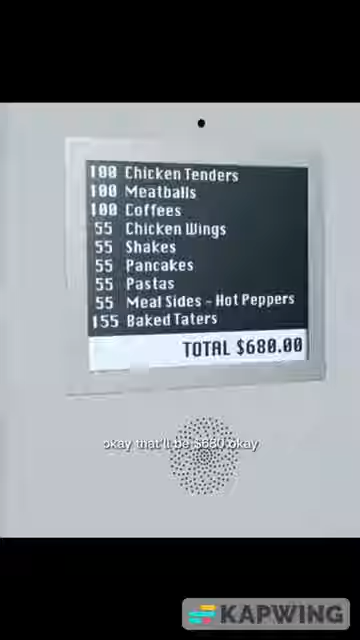 100 Chicken Tenders
100 Meatballs
100 Coffees
55 Chicken Wings
55 Shakes
55 Pancakes
55 Pastas
55 Meal Sides - Hot Peppers
155 Baked Taters
TOTAL $680.00
okay that'll be $680 okay
KAPWING